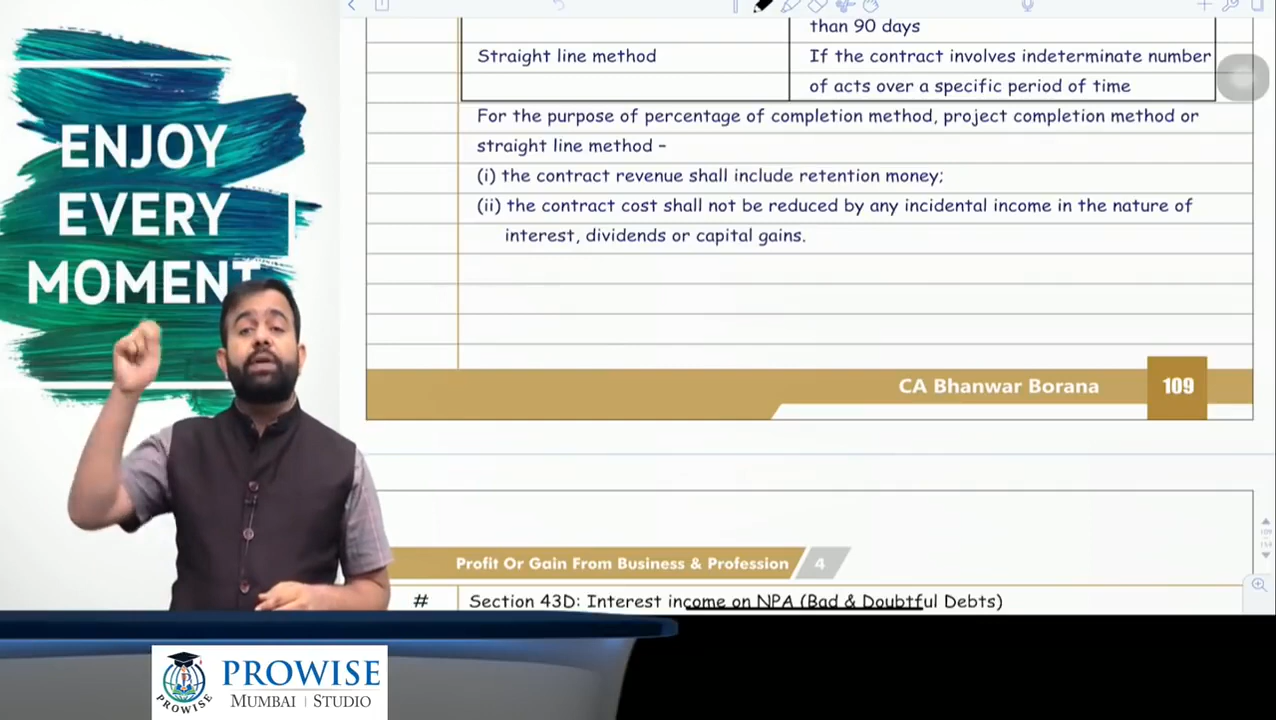 ENJOY
EVERY
MOMENT
than 90 days
Straight line method
If the contract involves indeterminate number
of acts over a specific period of time
For the purpose of percentage of completion method, project completion method or
straight line method –
(i) the contract revenue shall include retention money;
(ii) the contract cost shall not be reduced by any incidental income in the nature of
interest, dividends or capital gains.
CA Bhanwar Borana
109
Profit Or Gain From Business & Profession
4
# Section 43D: Interest income on NPA (Bad & Doubtful Debts)
109
154
PROWISE
PROWISE
MUMBAI | STUDIO